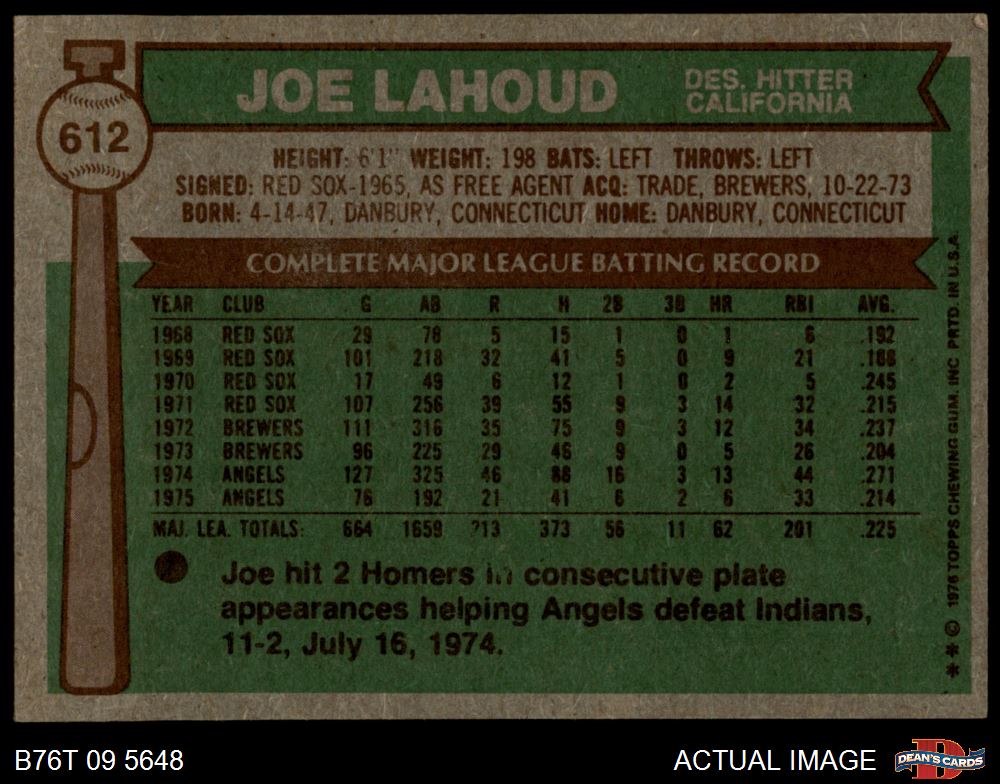 612
JOE LAHOUD
DES. HITTER
CALIFORNIA
HEIGHT: 6'1" WEIGHT: 198 BATS: LEFT THROWS: LEFT
SIGNED: RED SOX-1965, AS FREE AGENT ACQ: TRADE, BREWERS, 10-22-73
BORN: 4-14-47, DANBURY, CONNECTICUT HOME: DANBURY, CONNECTICUT
COMPLETE MAJOR LEAGUE BATTING RECORD
YEAR CLUB G AB R H 2B 3B HR RBI AVG.
1968 RED SOX 29 78 5 15 1 0 1 6 .192
1969 RED SOX 101 218 32 41 5 0 9 21 .188
1970 RED SOX 17 49 6 12 1 0 2 5 .245
1971 RED SOX 107 256 39 55 9 3 14 32 .215
1972 BREWERS 111 316 35 75 9 3 12 34 .237
1973 BREWERS 96 225 29 46 9 0 5 26 .204
1974 ANGELS 127 325 46 88 16 3 13 44 .271
1975 ANGELS 76 192 21 41 6 2 6 33 .214
MAJ. LEA. TOTALS: 664 1659 213 373 56 11 62 201 .225
Joe hit 2 Homers in consecutive plate
appearances helping Angels defeat Indians,
11-2, July 16, 1974.
** © 1976 TOPPS CHEWING GUM, INC PRTD. IN U.S.A.
B76T 09 5648
ACTUAL IMAGE
D
DEAN'S CARDS